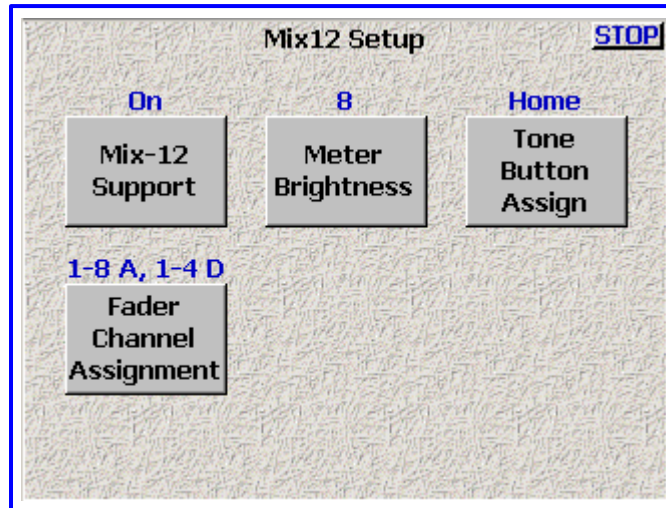 Mix12 Setup STOP
On 8 Home
Mix-12 Support
Meter Brightness
Tone Button Assign
1-8 A, 1-4 D
Fader
Channel
Assignment